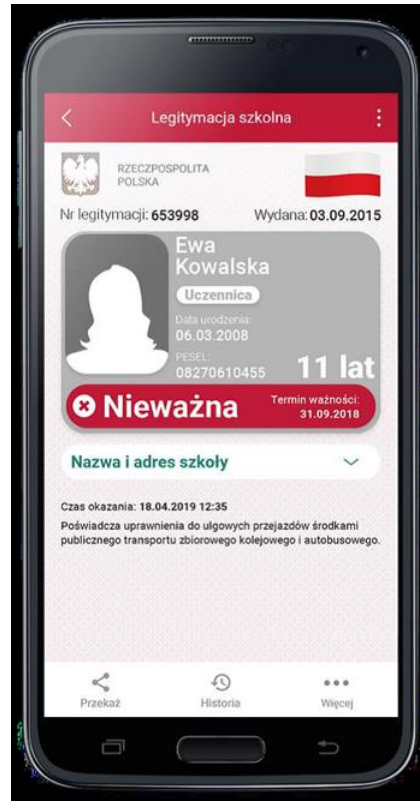 Legitymacja szkolna
RZECZPOSPOLITA
POLSKA
Nr legitymacji: 653998
Wydana: 03.09.2015
Ewa
Kowalska
Uczennica
Data urodzenia:
06.03.2008
PESEL:
08270610455
11 lat
Nieważna
Termin ważności:
31.09.2018
Nazwa i adres szkoły
Czas okazania: 18.04.2019 12:35
Poświadcza uprawnienia do ulgowych przejazdów środkami
publicznego transportu zbiorowego kolejowego i autobusowego.
Przekaż
Historia
Więcej